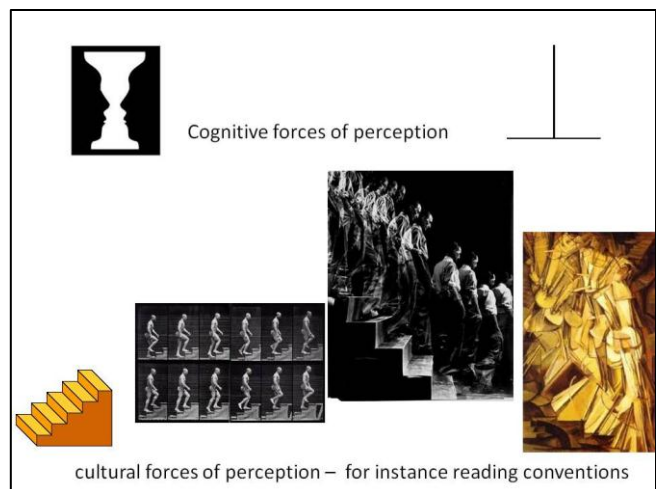 Cognitive forces of perception
cultural forces of perception – for instance reading conventions